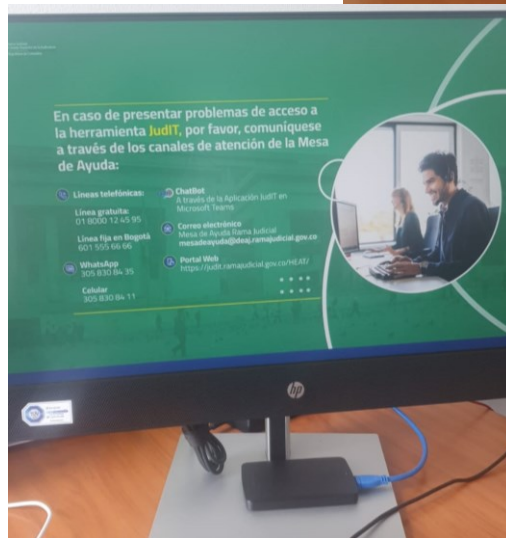 En caso de presentar problemas de acceso a
la herramienta JudIT, por favor, comuníquese
a través de los canales de atención de la Mesa
de Ayuda:
Líneas telefónicas:
Línea gratuita:
01 8000 12 45 95
Línea fija en Bogotá
601 555 66 66
WhatsApp
305 830 84 35
Celular
305 830 84 11
ChatBot
A través de la Aplicación JudIT en
Microsoft Teams
Correo electrónico
Mesa de Ayuda Rama Judicial
mesadeayuda@deaj.ramajudicial.gov.co
Portal Web
https://judit.ramajudicial.gov.co/HEAT/
hp